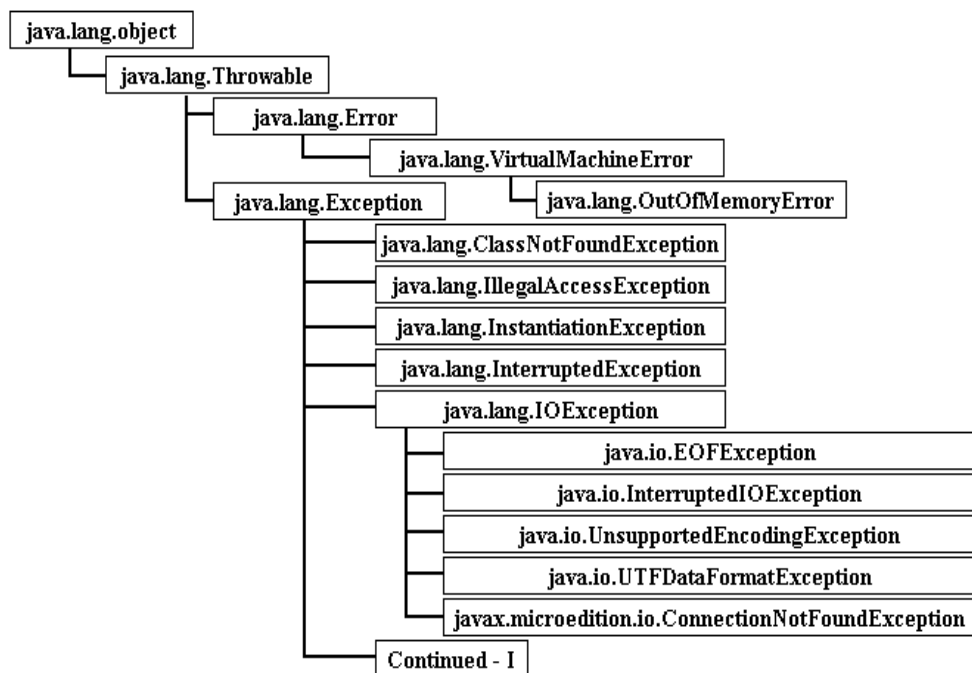 java.lang.object
java.lang.Throwable
java.lang.Error
java.lang.VirtualMachineError
java.lang.OutOfMemoryError
java.lang.Exception
java.lang.ClassNotFoundException
java.lang.IllegalAccessException
java.lang.InstantiationException
java.lang.InterruptedException
java.lang.IOException
java.io.EOFException
java.io.InterruptedIOException
java.io.UnsupportedEncodingException
java.io.UTFDataFormatException
javax.microedition.io.ConnectionNotFoundException
Continued - I